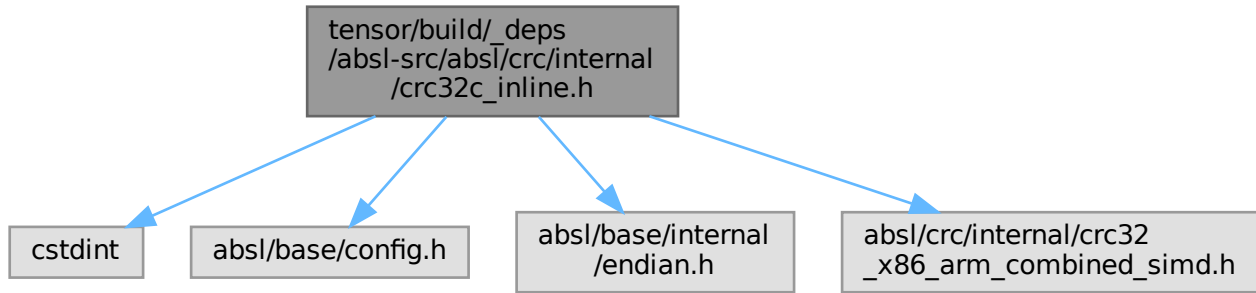 tensor/build/_deps
/absl-src/absl/crc/internal
/crc32c_inline.h
cstdint
absl/base/config.h
absl/base/internal
/endian.h
absl/crc/internal/crc32
_x86_arm_combined_simd.h